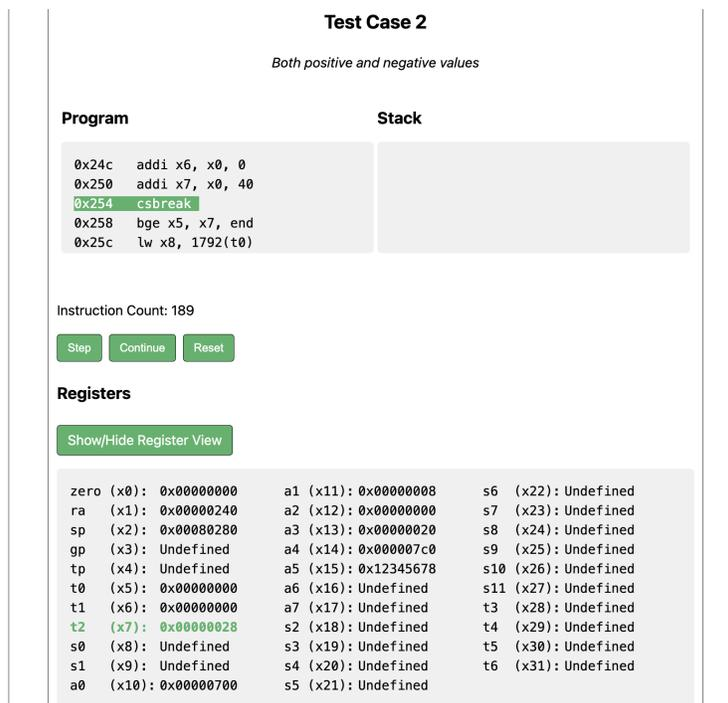 Test Case 2
Both positive and negative values
Program
Stack
0x24c addi x6, x0, 0
0x250 addi x7, x0, 40
0x254 csbreak
0x258 bge x5, x7, end
0x25c lw x8, 1792(t0)
Instruction Count: 189
Step Continue Reset
Registers
Show/Hide Register View
zero (x0): 0x00000000 a1 (x11): 0x00000008 s6 (x22): Undefined
ra (x1): 0x00000240 a2 (x12): 0x00000000 s7 (x23): Undefined
sp (x2): 0x00080280 a3 (x13): 0x00000020 s8 (x24): Undefined
gp (x3): Undefined a4 (x14): 0x000007c0 s9 (x25): Undefined
tp (x4): Undefined a5 (x15): 0x12345678 s10 (x26): Undefined
t0 (x5): 0x00000000 a6 (x16): Undefined s11 (x27): Undefined
t1 (x6): 0x00000000 a7 (x17): Undefined t3 (x28): Undefined
t2 (x7): 0x00000028 s2 (x18): Undefined t4 (x29): Undefined
s0 (x8): Undefined s3 (x19): Undefined t5 (x30): Undefined
s1 (x9): Undefined s4 (x20): Undefined t6 (x31): Undefined
a0 (x10): 0x00000700 s5 (x21): Undefined